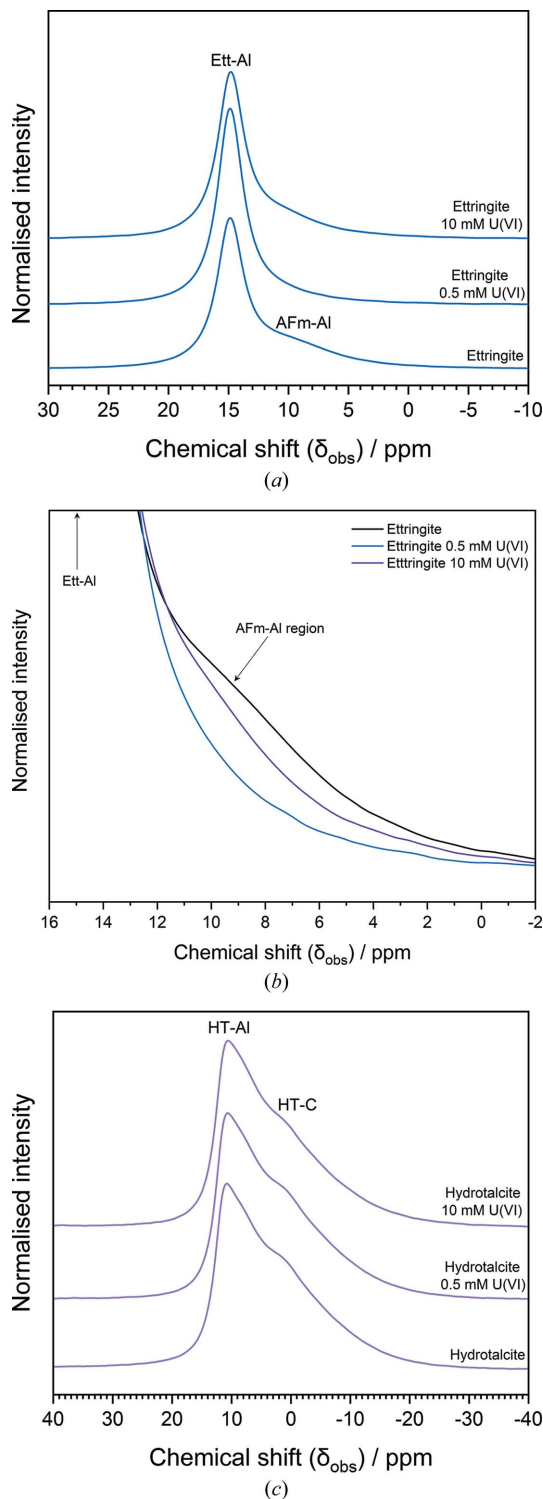 Ett-Al
Ettringite
10 mM U(VI)
Ettringite
0.5 mM U(VI)
AFm-Al
Ettringite
Normalised intensity
30 25 20 15 10 5 0 -5 -10
Chemical shift (δobs) / ppm
(a)
Ettringite
Ettringite 0.5 mM U(VI)
Etttringite 10 mM U(VI)
Ett-Al
AFm-Al region
Normalised intensity
16 14 12 10 8 6 4 2 0 -2
Chemical shift (δobs) / ppm
(b)
HT-Al
HT-C
Hydrotalcite
10 mM U(VI)
Hydrotalcite
0.5 mM U(VI)
Hydrotalcite
Normalised intensity
40 30 20 10 0 -10 -20 -30 -40
Chemical shift (δobs) / ppm
(c)